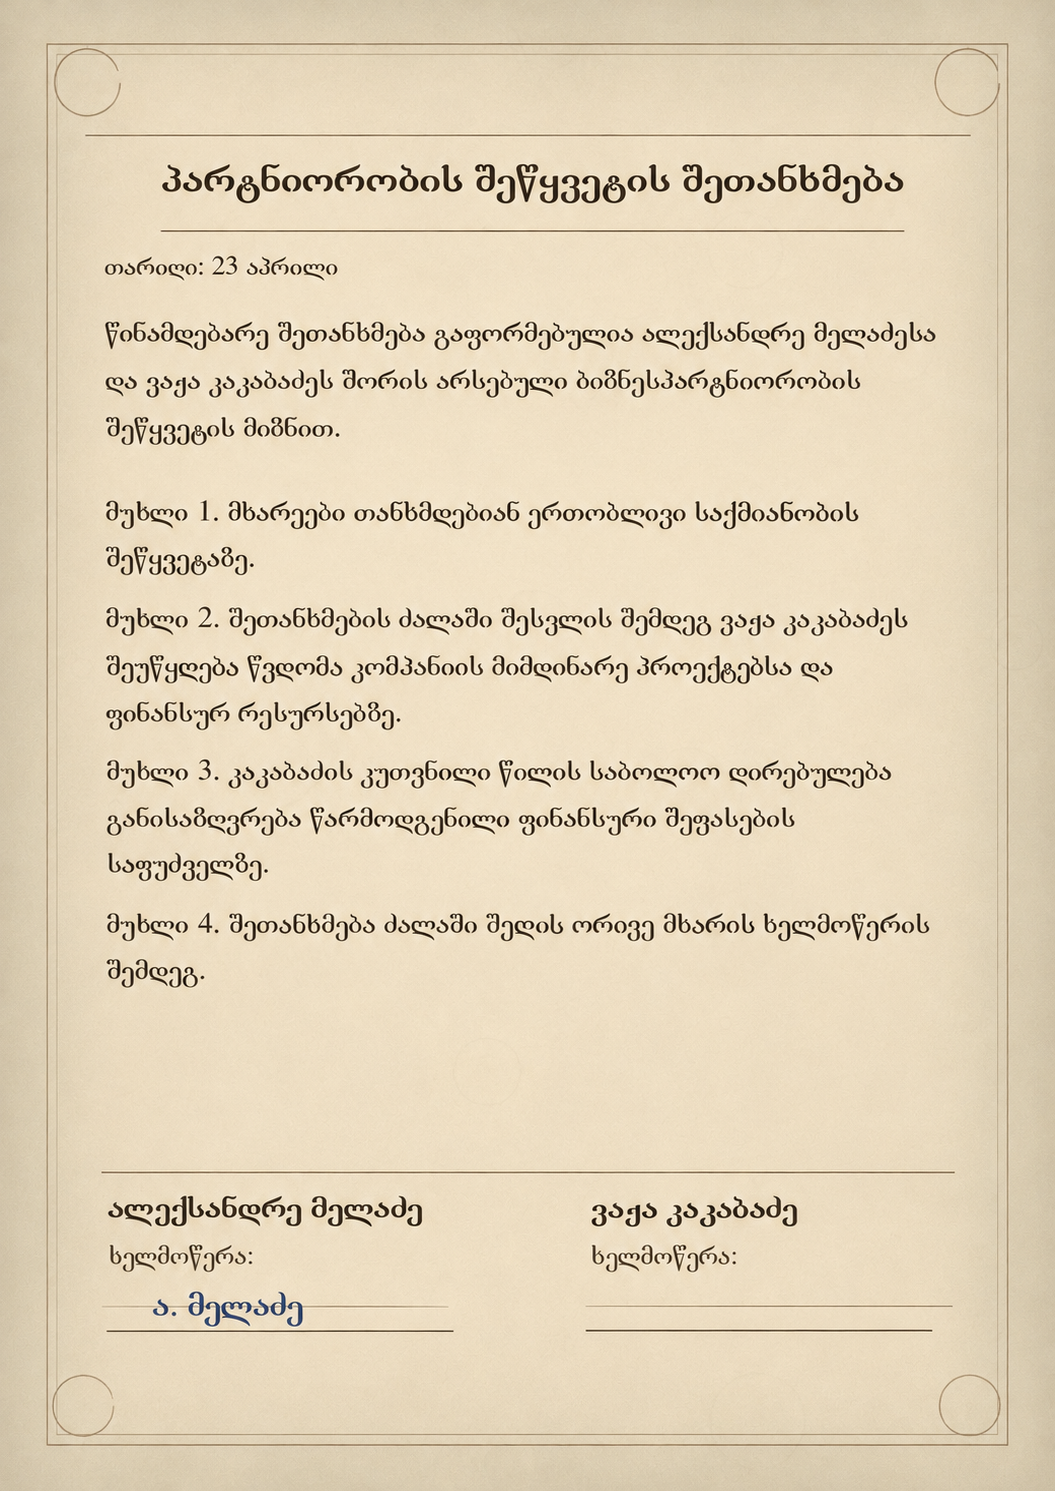 პარტნიორობის შეწყვეტის შეთანხმება
თარიღი: 23 აპრილი
წინამდებარე შეთანხმება გაფორმებულია ალექსანდრე მელაძესა
და ვაჟა კაკაბაძეს შორის არსებული ბიზნესპარტნიორობის
შეწყვეტის მიზნით.
მუხლი 1. მხარეები თანხმდებიან ერთობლივი საქმიანობის
შეწყვეტაზე.
მუხლი 2. შეთანხმების ძალაში შესვლის შემდეგ ვაჟა კაკაბაძეს
შეუწყდება წვდომა კომპანიის მიმდინარე პროექტებსა და
ფინანსურ რესურსებზე.
მუხლი 3. კაკაბაძის კუთვნილი წილის საბოლოო ღირებულება
განისაზღვრება წარმოდგენილი ფინანსური შეფასების
საფუძველზე.
მუხლი 4. შეთანხმება ძალაში შედის ორივე მხარის ხელმოწერის
შემდეგ.
ალექსანდრე მელაძე
ხელმოწერა:
ა. მელაძე
ვაჟა კაკაბაძე
ხელმოწერა: